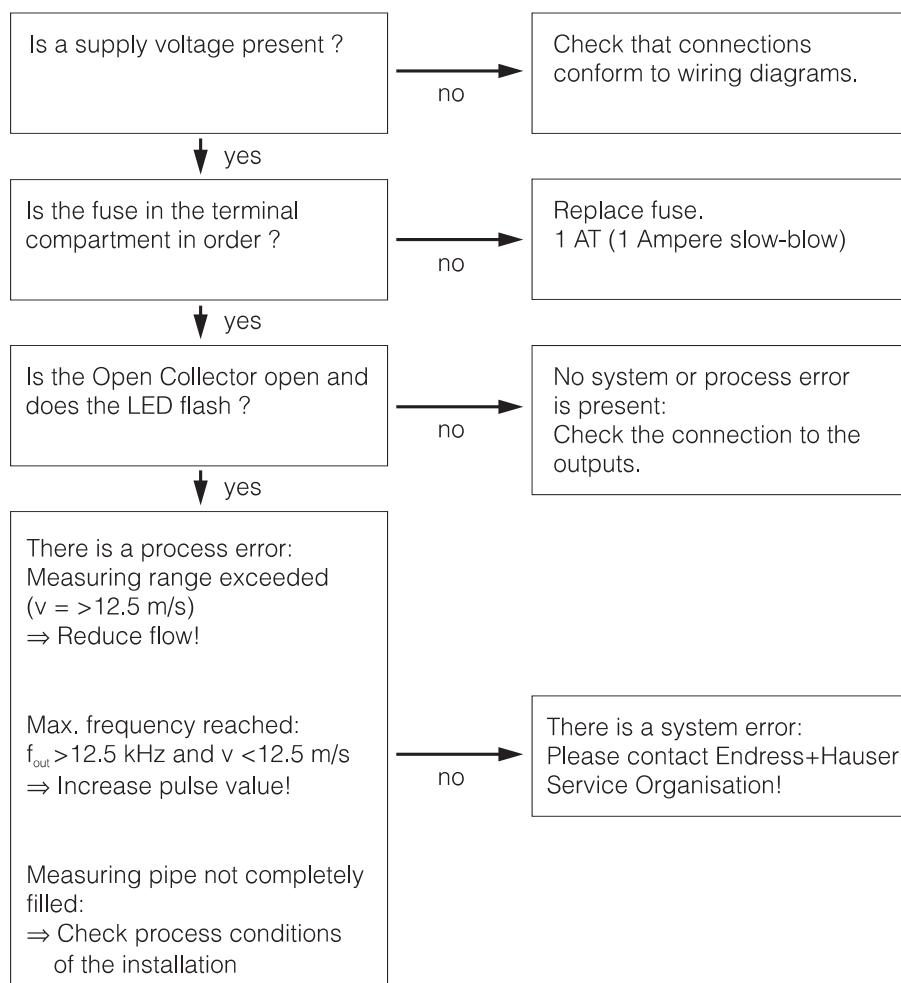 Is a supply voltage present ?
no
Check that connections
conform to wiring diagrams.
yes
Is the fuse in the terminal
compartment in order ?
no
Replace fuse.
1 AT (1 Ampere slow-blow)
yes
Is the Open Collector open and
does the LED flash ?
no
No system or process error
is present:
Check the connection to the
outputs.
yes
There is a process error:
Measuring range exceeded
(v = >12.5 m/s)
⇒ Reduce flow!
Max. frequency reached:
fout >12.5 kHz and v <12.5 m/s
⇒ Increase pulse value!
Measuring pipe not completely
filled:
⇒ Check process conditions
of the installation
no
There is a system error:
Please contact Endress+Hauser
Service Organisation!